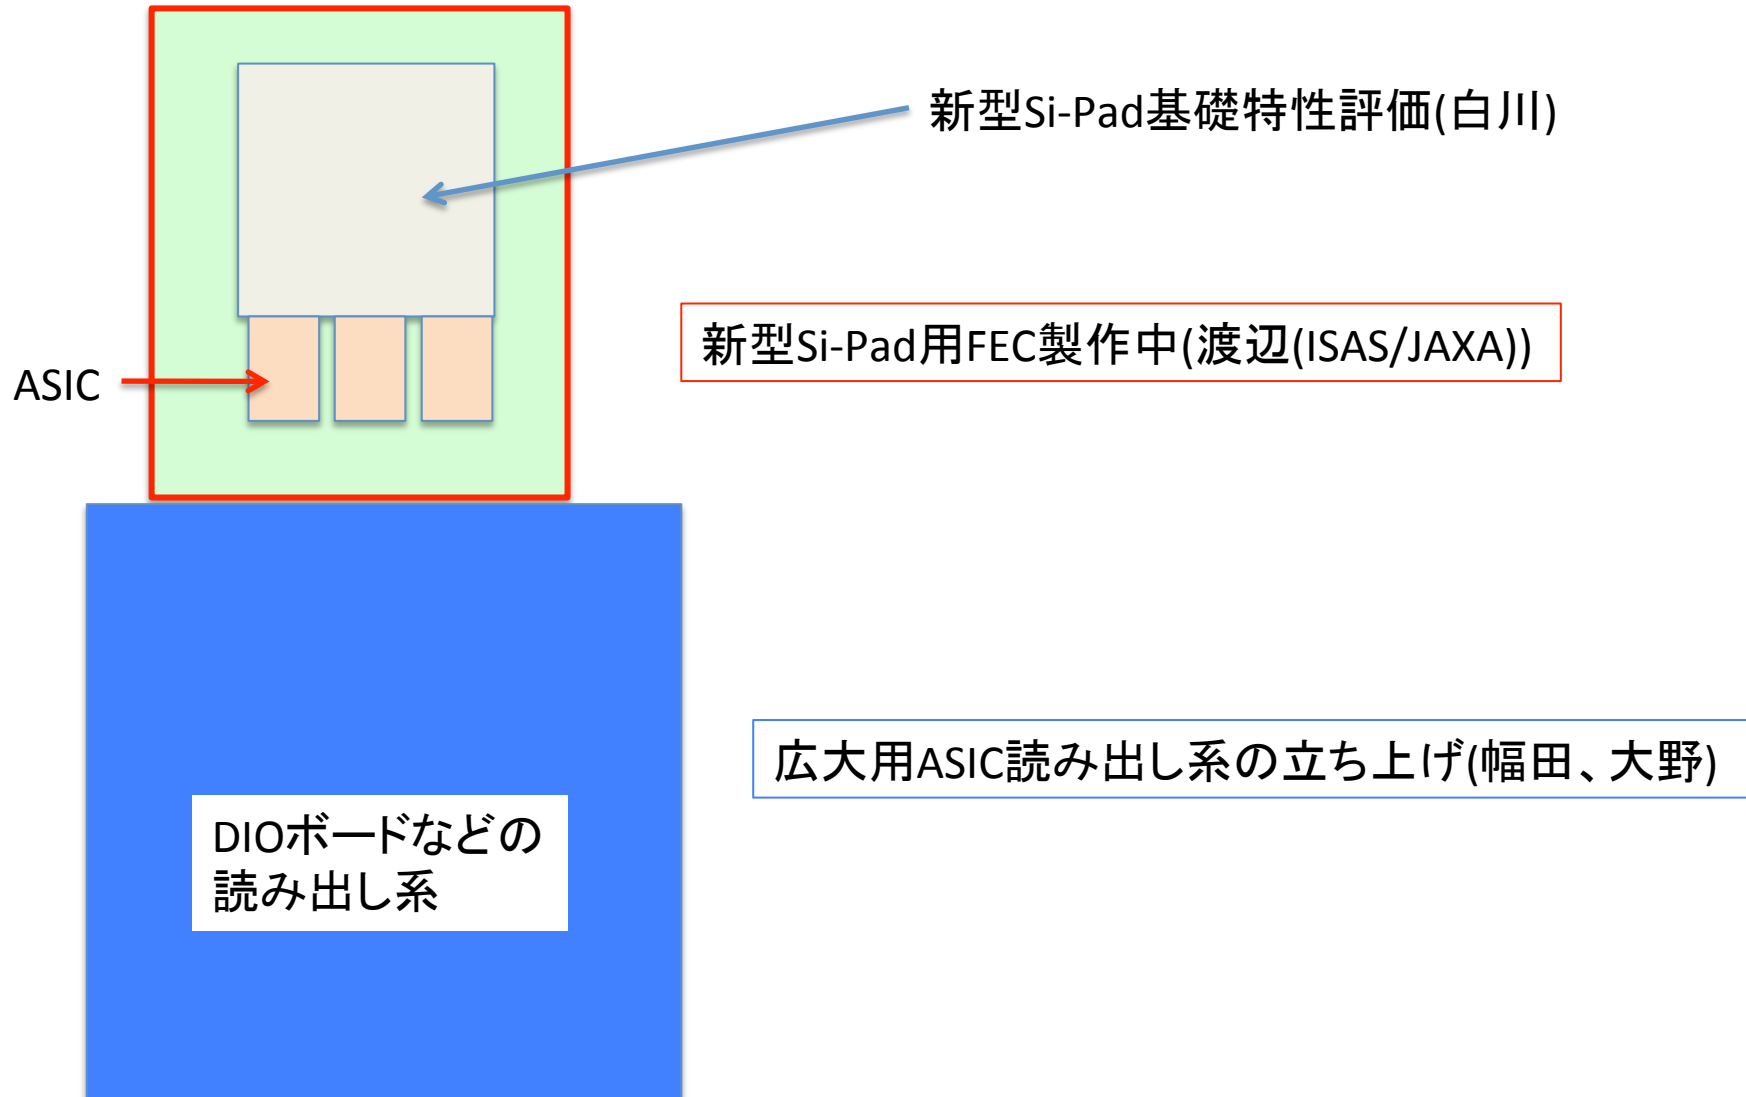 新型Si-Pad基礎特性評価(白川)
新型Si-Pad用FEC製作中(渡辺(ISAS/JAXA))
ASIC
広大用ASIC読み出し系の立ち上げ(幅田、大野)
DIOボードなどの
読み出し系